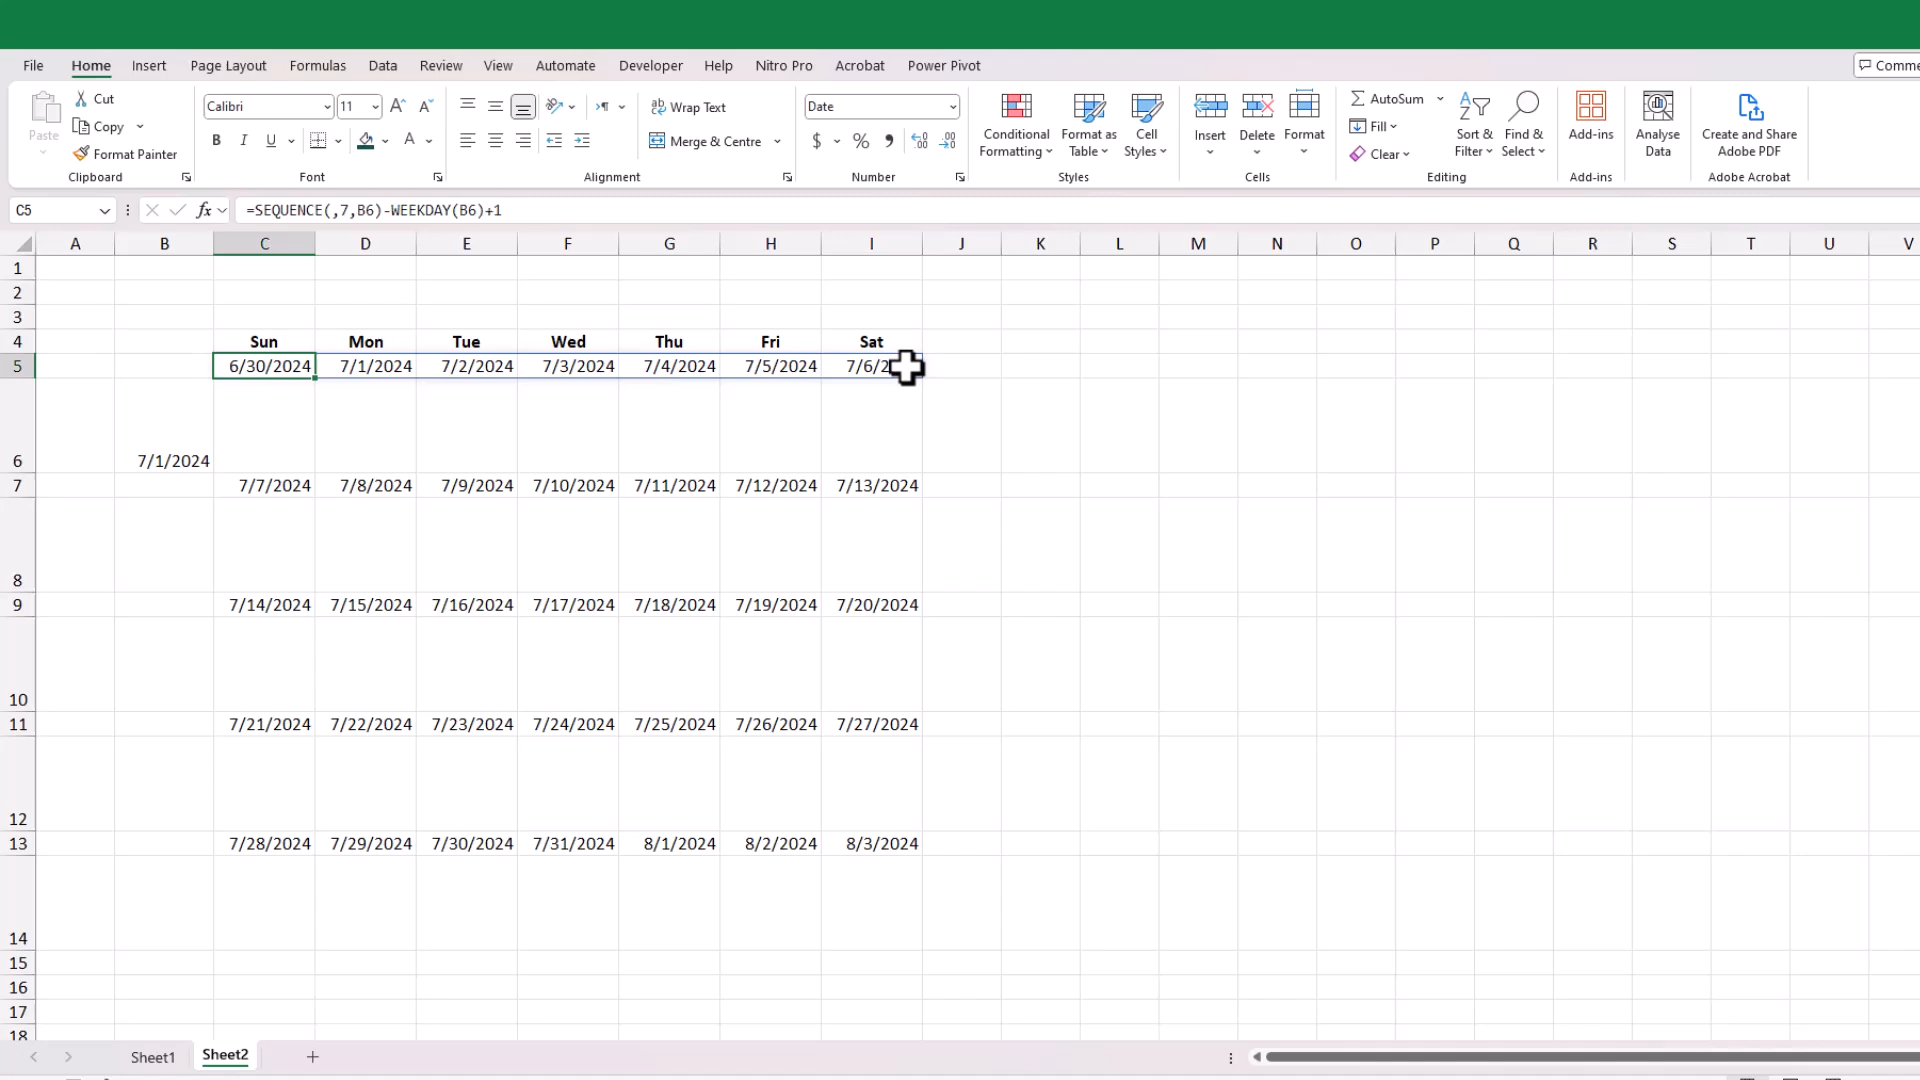 File Home Insert Page Layout Formulas Data Review View Automate Developer Help Nitro Pro Acrobat Power Pivot
Paste Cut Copy Format Painter Clipboard
Calibri 11 B I U A Font
ab Wrap Text Merge & Centre Alignment
Date $ % Number
Conditional Formatting Format as Table Cell Styles Styles
Insert Delete Format Cells
AutoSum Fill Clear Sort & Filter Find & Select Editing
Add-ins Add-ins
Analyse Data
Create and Share Adobe PDF Adobe Acrobat
C5 fx =SEQUENCE(,7,B6)-WEEKDAY(B6)+1
A B C D E F G H I J K L M N O P Q R S T U V
1
2
3
4 Sun Mon Tue Wed Thu Fri Sat
5 6/30/2024 7/1/2024 7/2/2024 7/3/2024 7/4/2024 7/5/2024 7/6/2
6 7/1/2024
7 7/7/2024 7/8/2024 7/9/2024 7/10/2024 7/11/2024 7/12/2024 7/13/2024
8
9 7/14/2024 7/15/2024 7/16/2024 7/17/2024 7/18/2024 7/19/2024 7/20/2024
10
11 7/21/2024 7/22/2024 7/23/2024 7/24/2024 7/25/2024 7/26/2024 7/27/2024
12
13 7/28/2024 7/29/2024 7/30/2024 7/31/2024 8/1/2024 8/2/2024 8/3/2024
14
15
16
17
18
Sheet1 Sheet2